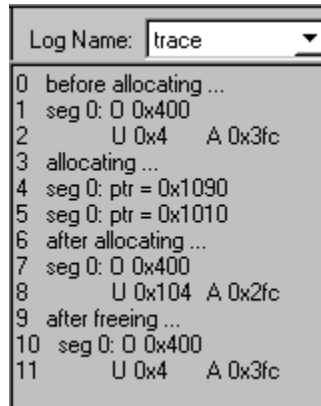 Log Name: trace
0 before allocating ...
1 seg 0: O 0x400
2 U 0x4 A 0x3fc
3 allocating ...
4 seg 0: ptr = 0x1090
5 seg 0: ptr = 0x1010
6 after allocating ...
7 seg 0: O 0x400
8 U 0x104 A 0x2fc
9 after freeing ...
10 seg 0: O 0x400
11 U 0x4 A 0x3fc